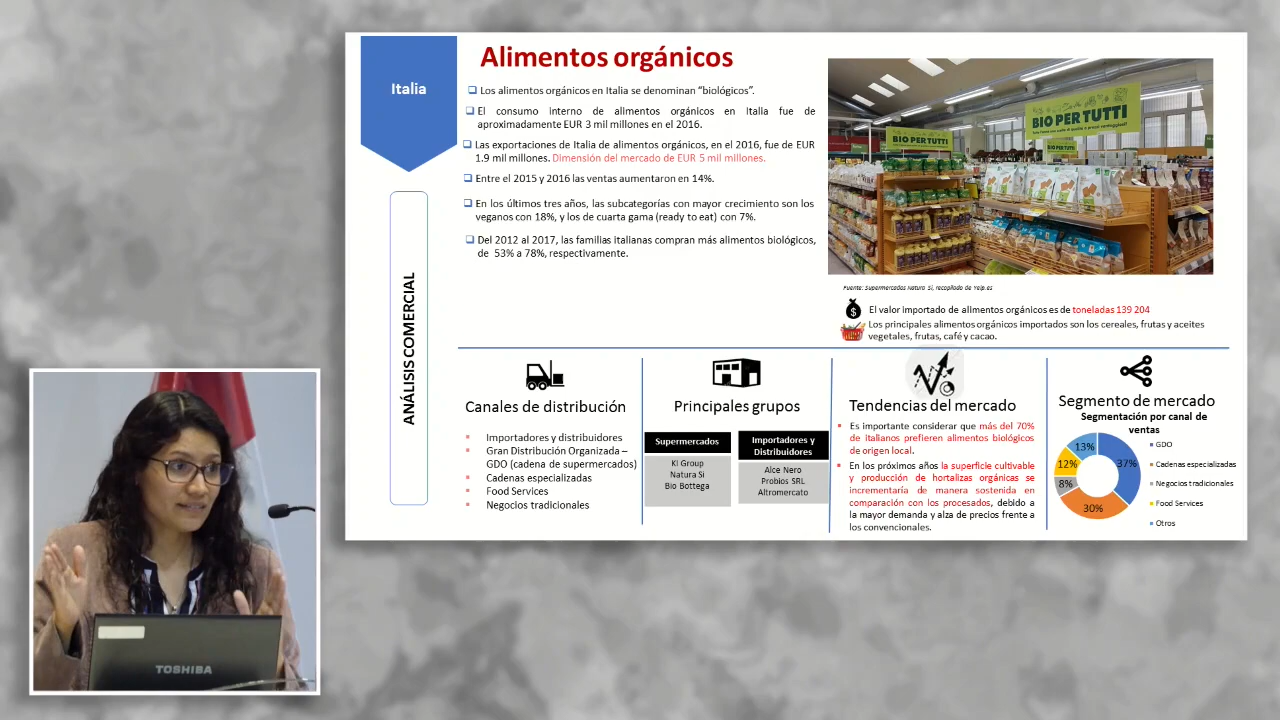 Italia
ANÁLISIS COMERCIAL
Alimentos orgánicos
Los alimentos orgánicos en Italia se denominan “biológicos”.
El consumo interno de alimentos orgánicos en Italia fue de
aproximadamente EUR 3 mil millones en el 2016.
Las exportaciones de Italia de alimentos orgánicos, en el 2016, fue de EUR
1.9 mil millones. Dimensión del mercado de EUR 5 mil millones.
Entre el 2015 y 2016 las ventas aumentaron en 14%.
En los últimos tres años, las subcategorías con mayor crecimiento son los
veganos con 18%, y los de cuarta gama (ready to eat) con 7%.
Del 2012 al 2017, las familias italianas compran más alimentos biológicos,
de 53% a 78%, respectivamente.
BIO PER TUTTI
BIO PER TUTTI
BIO PER TUTTI
Fuente: Supermercados Natura Si, recopilado de Yelp.es
El valor importado de alimentos orgánicos es de toneladas 139 204
Los principales alimentos orgánicos importados son los cereales, frutas y aceites
vegetales, frutas, café y cacao.
Canales de distribución
Importadores y distribuidores
Gran Distribución Organizada –
GDO (cadena de supermercados)
Cadenas especializadas
Food Services
Negocios tradicionales
Principales grupos
Supermercados
KI Group
Natura Si
Bio Bottega
Importadores y
Distribuidores
Alce Nero
Probios SRL
Altromercato
Tendencias del mercado
Es importante considerar que más del 70%
de italianos prefieren alimentos biológicos
de origen local.
En los próximos años la superficie cultivable
y producción de hortalizas orgánicas se
incrementaría de manera sostenida en
comparación con los procesados, debido a
la mayor demanda y alza de precios frente a
los convencionales.
Segmento de mercado
Segmentación por canal de
ventas
13%
37%
12%
8%
30%
GDO
Cadenas especializadas
Negocios tradicionales
Food Services
Otros
TOSHIBA